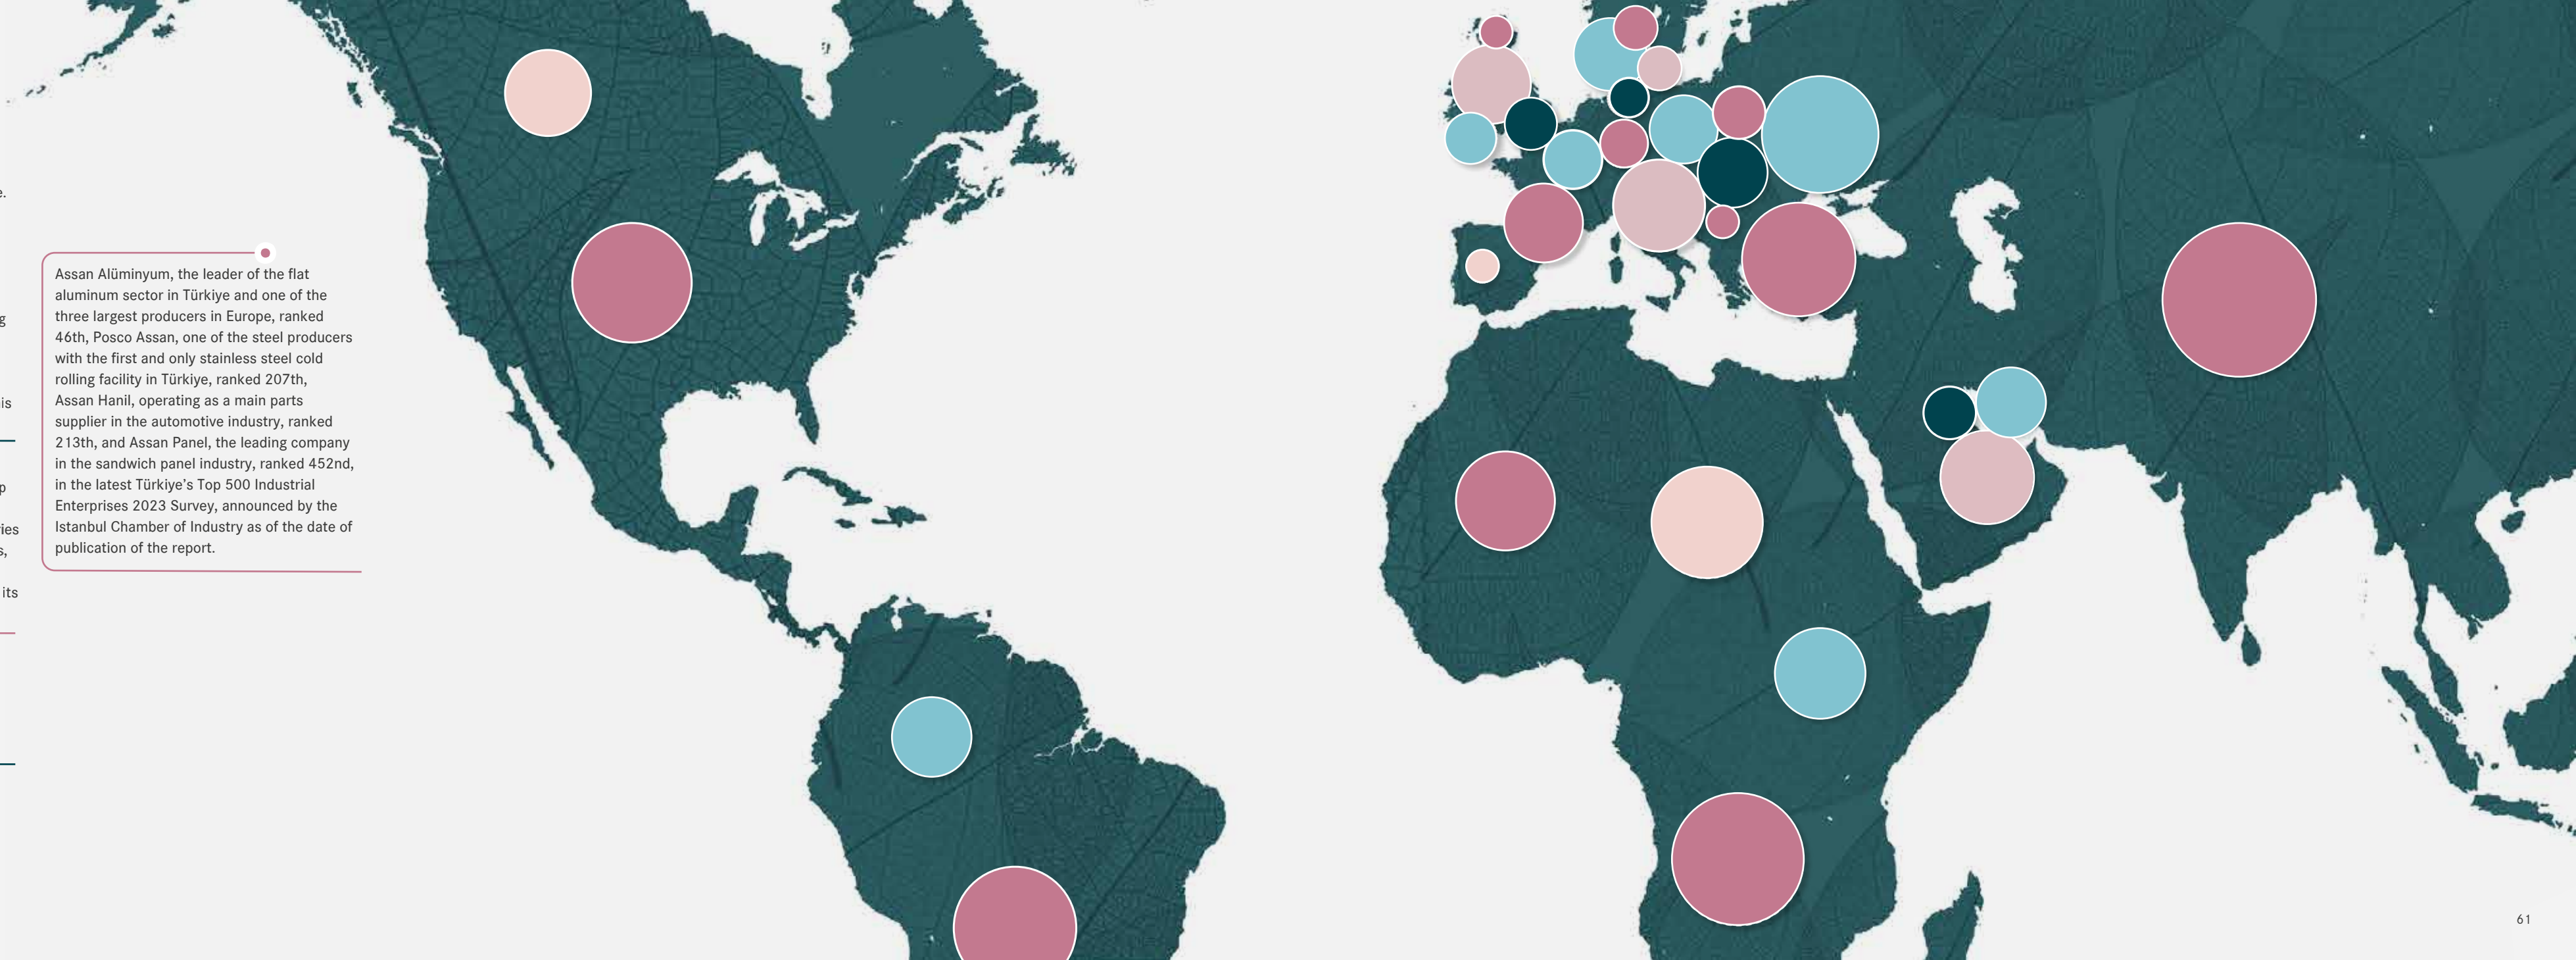 e.
g
is
p
ies
s,
its
Assan Alüminyum, the leader of the flat
aluminum sector in Türkiye and one of the
three largest producers in Europe, ranked
46th, Posco Assan, one of the steel producers
with the first and only stainless steel cold
rolling facility in Türkiye, ranked 207th,
Assan Hanil, operating as a main parts
supplier in the automotive industry, ranked
213th, and Assan Panel, the leading company
in the sandwich panel industry, ranked 452nd,
in the latest Türkiye’s Top 500 Industrial
Enterprises 2023 Survey, announced by the
Istanbul Chamber of Industry as of the date of
publication of the report.
61